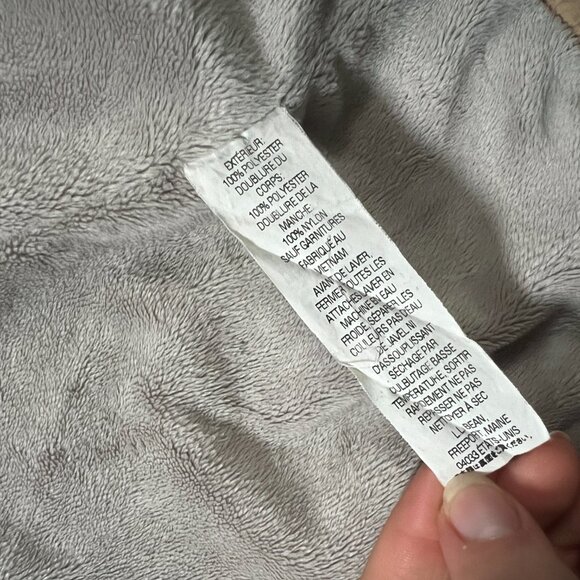 EXTÉRIEUR:
100% POLYESTER
DOUBLURE DU
CORPS
100% POLYESTER
DOUBLURE DE LA
MANCHE
100% NYLON
SAUF GARNITURES
FABRIQUÉ AU
VIETNAM
AVANT DE LAVER,
FERMER TOUTES LES
ATTACHES LAVER EN
MACHINE EAU
FROIDE SÉPARER LES
COULEURS PAS D'EAU
DE JAVEL NI
D'ASSOUPLISSANT
SÉCHAGE PAR
CULBUTAGE BASSE
TEMPÉRATURE, SORTIR
RAPIDEMENT NE PAS
REPASSER NE PAS
NETTOYER À SEC
L.L. BEAN,
FREEPORT, MAINE
04033 ÉTATS-UNIS